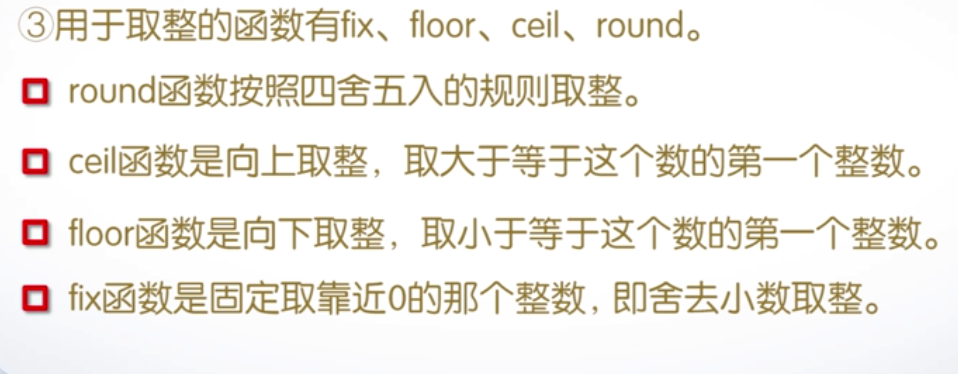 ③用于取整的函数有fix、floor、ceil、round。
round函数按照四舍五入的规则取整。
ceil函数是向上取整，取大于等于这个数的第一个整数。
floor函数是向下取整，取小于等于这个数的第一个整数。
fix函数是固定取靠近0的那个整数，即舍去小数取整。